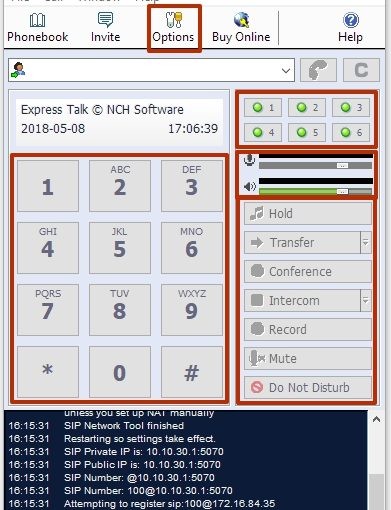 Phonebook Invite Options Buy Online Help
C
Express Talk © NCH Software
2018-05-08 17:06:39
1 2 3
4 5 6
1 ABC 2 DEF 3
GHI 4 JKL 5 MNO 6
PQRS 7 TUV 8 WXYZ 9
* 0 #
Hold
Transfer
Conference
Intercom
Record
Mute
Do Not Disturb
unless you set up NAT manually
16:15:31 SIP Network Tool finished
16:15:31 Restarting so settings take effect.
16:15:31 SIP Private IP is: 10.10.30.1:5070
16:15:31 SIP Public IP is: 10.10.30.1:5070
16:15:31 SIP Number: @10.10.30.1:5070
16:15:31 SIP Number: 100@10.10.30.1:5070
16:15:31 Attempting to register sip:100@172.16.84.35